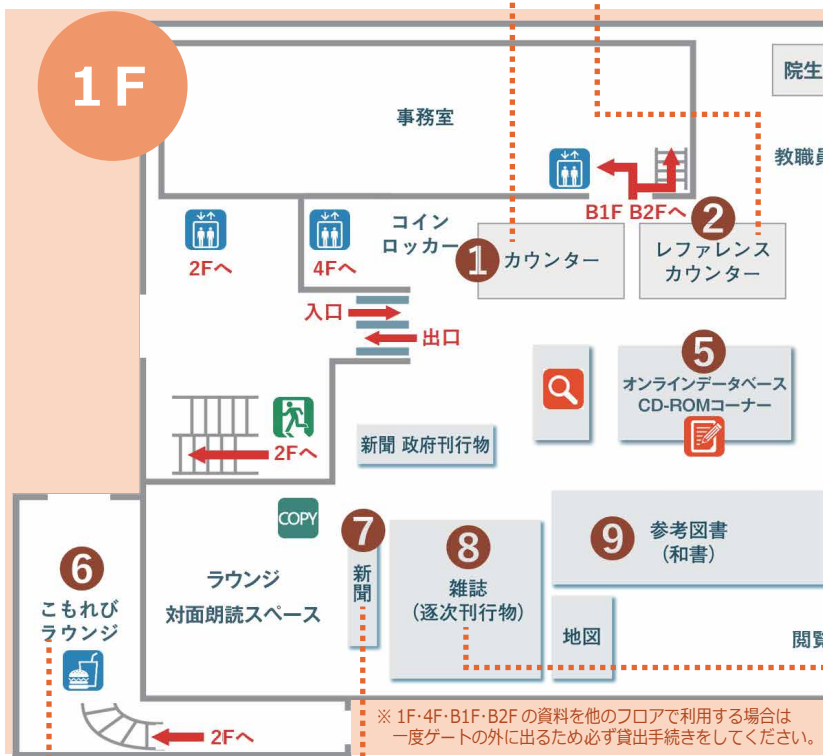 1F
院生
事務室
教職員
B1F B2Fへ
コイン
ロッカー
2Fへ
4Fへ
1
カウンター
2
レファレンス
カウンター
入口
出口
5
オンラインデータベース
CD-ROMコーナー
2Fへ
新聞 政府刊行物
COPY
6
こもれび
ラウンジ
ラウンジ
対面朗読スペース
7
新聞
8
雑誌
(逐次刊行物)
9
参考図書
(和書)
地図
閲覧
2Fへ
※ 1F･4F･B1F･B2F の資料を他のフロアで利用する場合は
一度ゲートの外に出るため必ず貸出手続きをしてください。